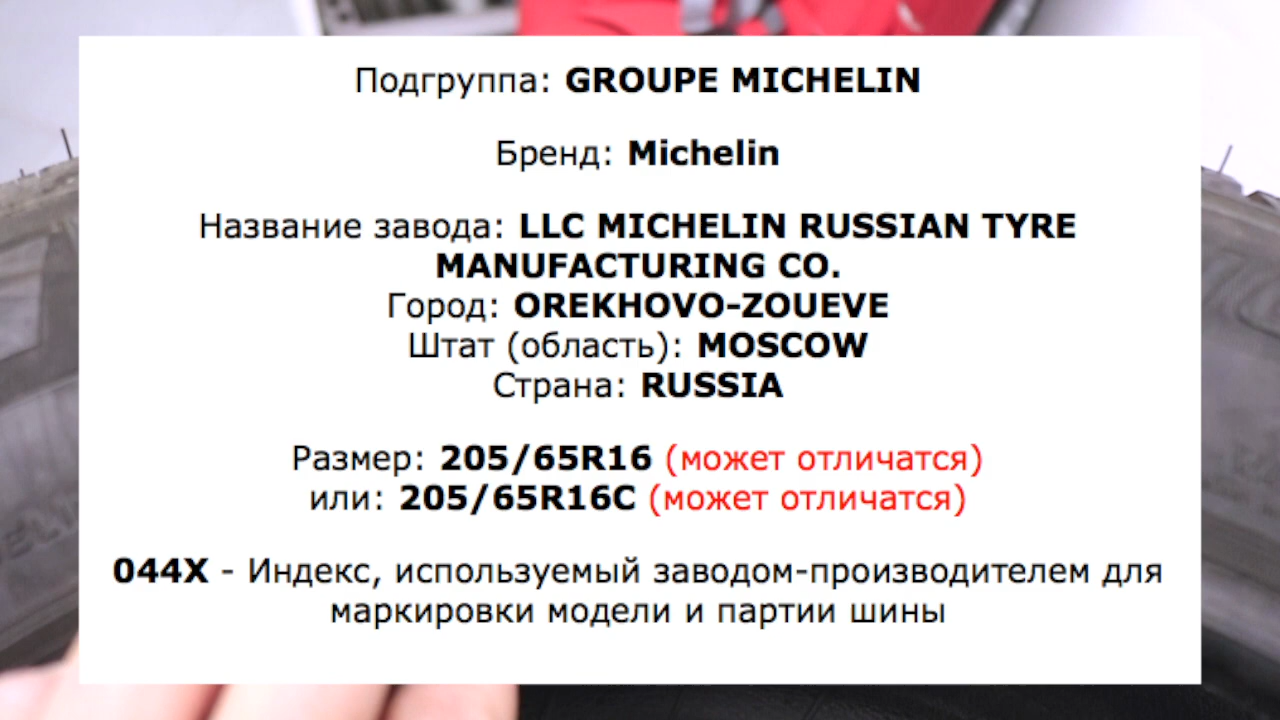 Подгруппа: GROUPE MICHELIN
Бренд: Michelin
Название завода: LLC MICHELIN RUSSIAN TYRE
MANUFACTURING CO.
Город: OREKHOVO-ZOUEVE
Штат (область): MOSCOW
Страна: RUSSIA
Размер: 205/65R16 (может отличатся)
или: 205/65R16C (может отличатся)
044X - Индекс, используемый заводом-производителем для
маркировки модели и партии шины